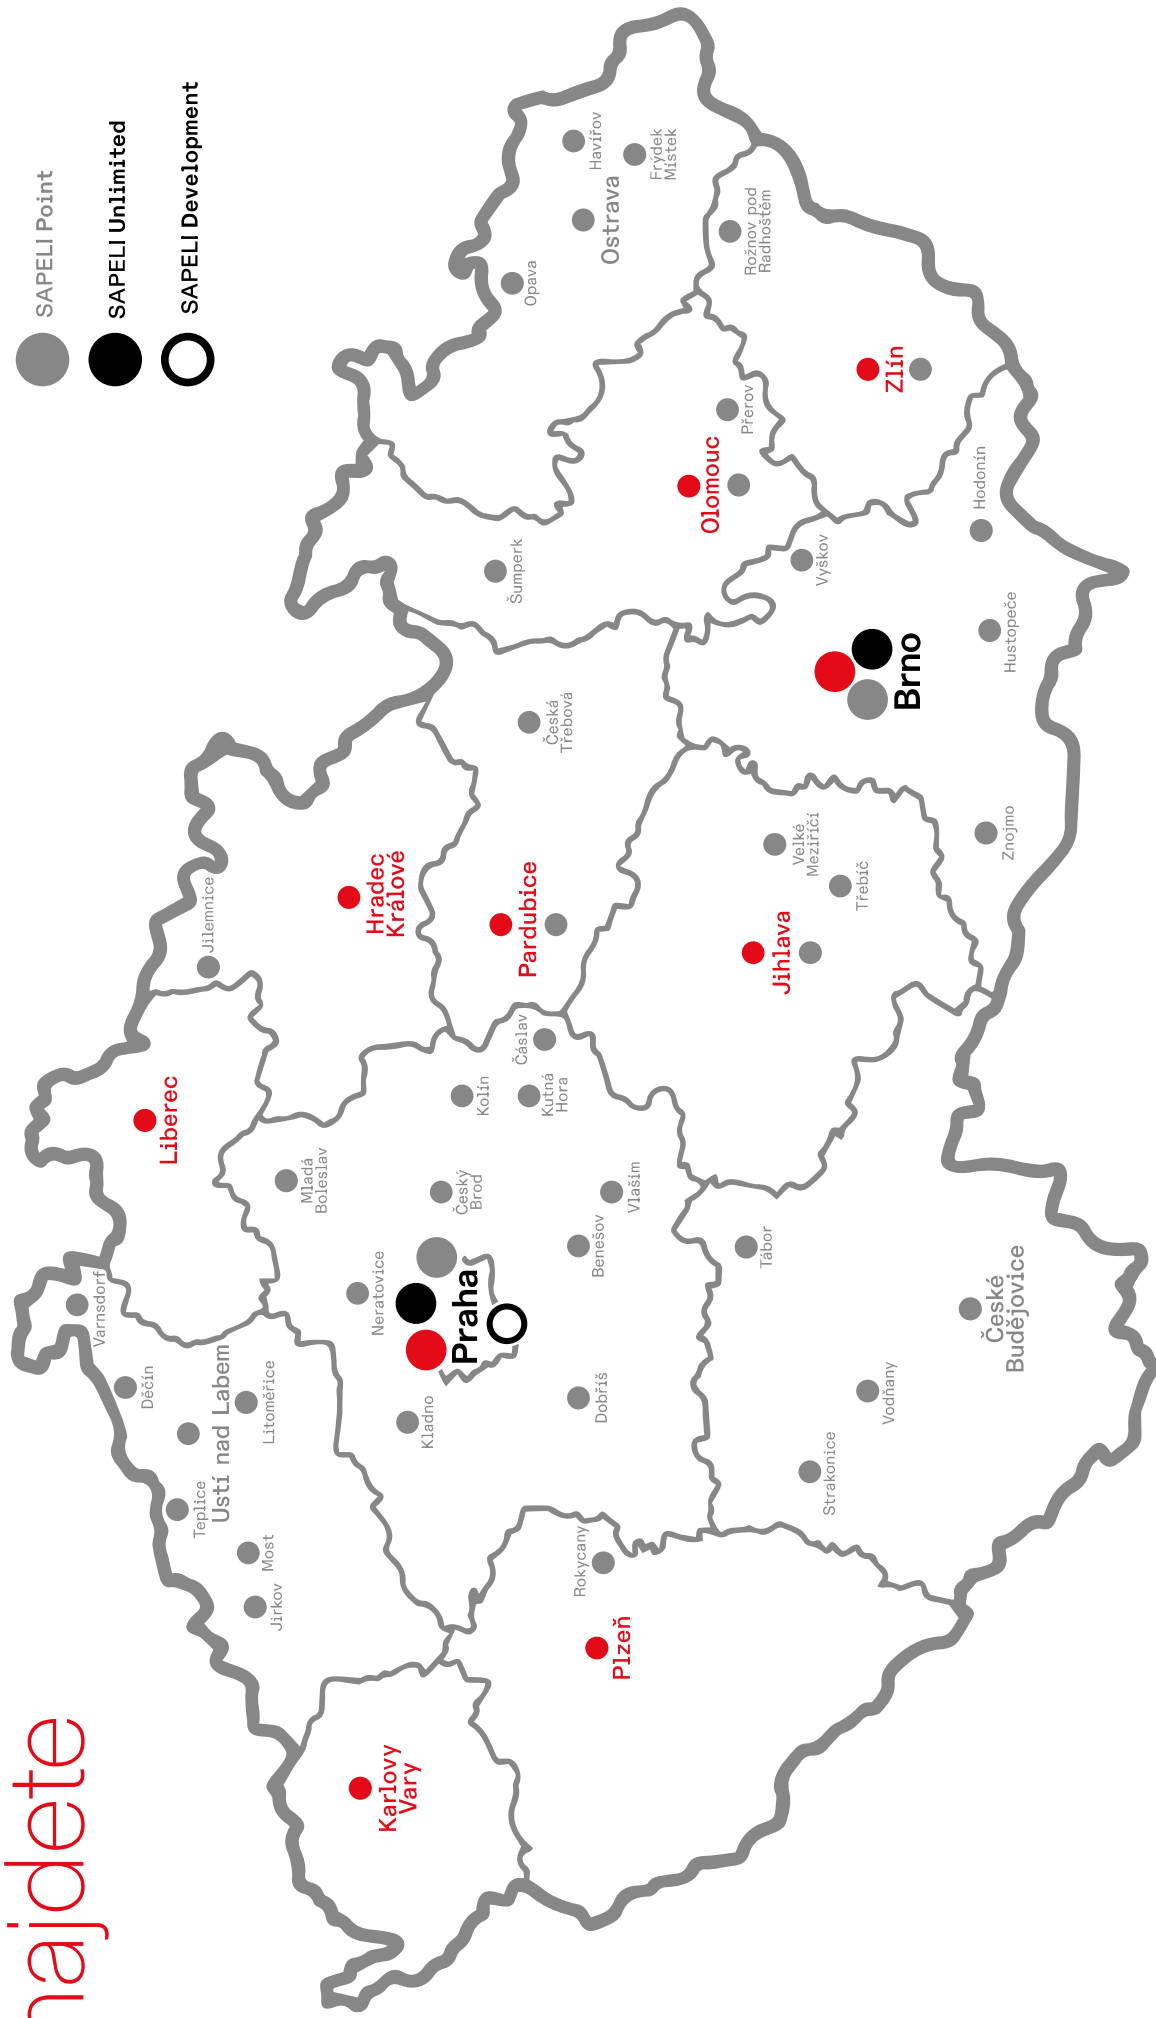 najdete
SAPELI Point
SAPELI Unlimited
SAPELI Development
Varnsdorf
Děčín
Liberec
Teplice
Ustí nad Labem
Litoměřice
Jilemnice
Jirkov
Most
Mladá
Boleslav
Hradec
Králové
Karlovy
Vary
Neratovice
Kladno
Praha
Český
Brod
Kolín
Kutná
Hora
Čáslav
Pardubice
Česká
Třebová
Šumperk
Opava
Ostrava
Havířov
Frýdek
Místek
Plzeň
Rokycany
Dobříš
Benešov
Vlašim
Olomouc
Přerov
Rožnov pod
Radhoštěm
Tábor
Jihlava
Velké
Meziříčí
Třebíč
Vyškov
Zlín
Strakonice
Vodňany
Brno
České
Budějovice
Znojmo
Hustopeče
Hodonín